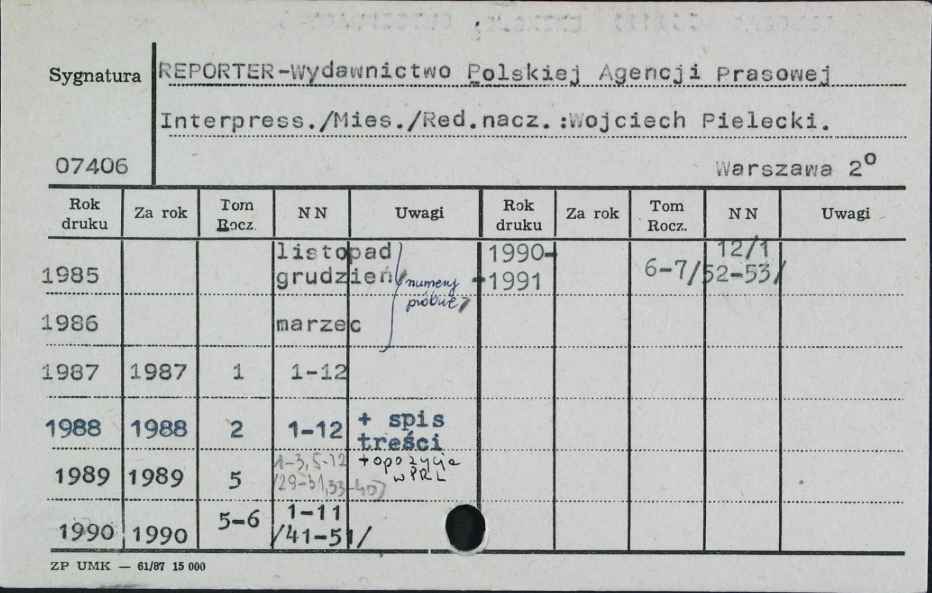 Sygnatura REPORTER-Wydawnictwo Polskiej Agencji Prasowej
Interpress./Mies./Red.nacz.:Wojciech Pielecki.
07406 Warszawa 2°
Rok druku Za rok Tom Rocz. NN Uwagi Rok druku Za rok Tom Rocz. NN Uwagi
1985 listopad grudzień /numery próbne/ 1990- -1991 6-7 12/1 /52-53/
1986 marzec
1987 1987 1 1-12
1988 1988 2 1-12 + spis treści
1989 1989 5 1-3,5-12 /29-31,33-40/ + opozycja w PRL
1990 1990 5-6 1-11 /41-51/
ZP UMK — 61/87 15 000